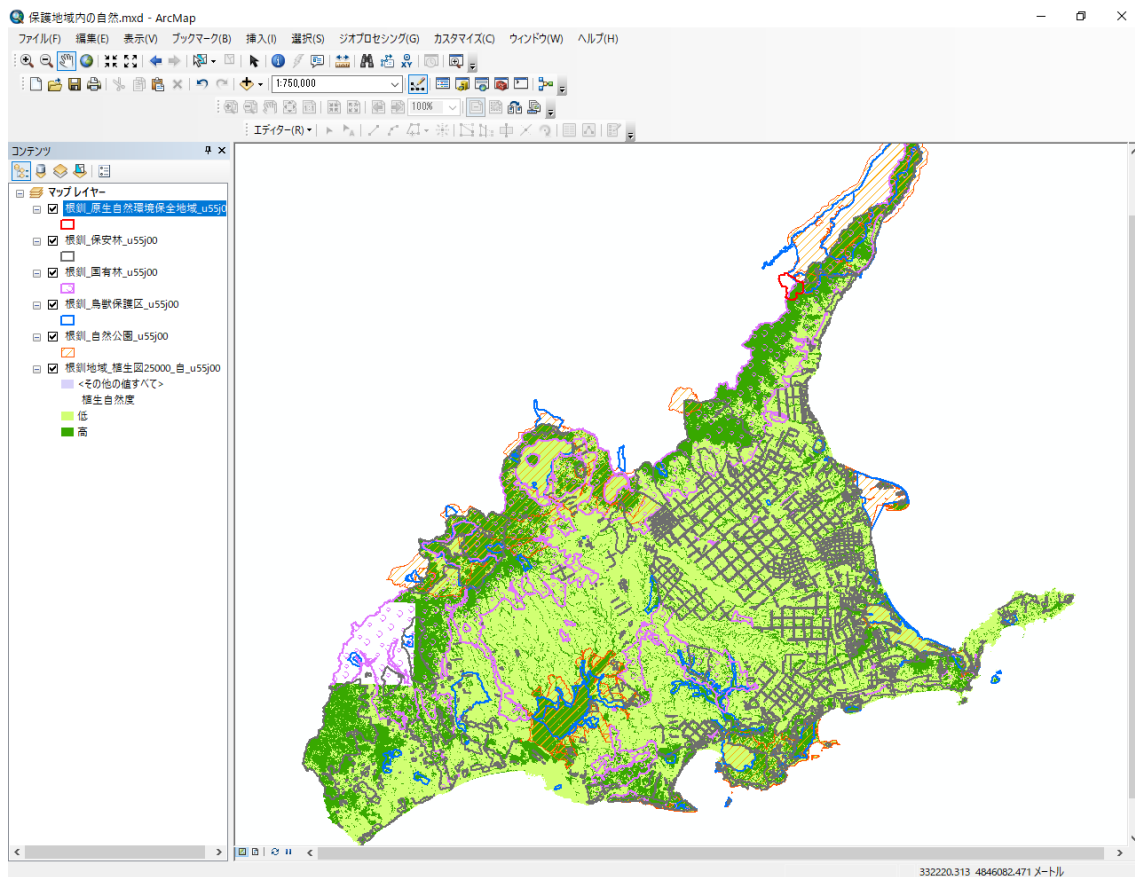 保護地域内の自然.mxd - ArcMap
ファイル(F) 編集(E) 表示(V) ブックマーク(B) 挿入(I) 選択(S) ジオプロセシング(G) カスタマイズ(C) ウィンドウ(W) ヘルプ(H)
1:750,000
100%
エディター(R)
コンテンツ
マップ レイヤー
根釧_原生自然環境保全地域_u55j0
根釧_保安林_u55j00
根釧_国有林_u55j00
根釧_鳥獣保護区_u55j00
根釧_自然公園_u55j00
根釧地域_植生図25000_自_u55j00
<その他の値すべて>
植生自然度
低
高
332220.313 4846082.471 メートル